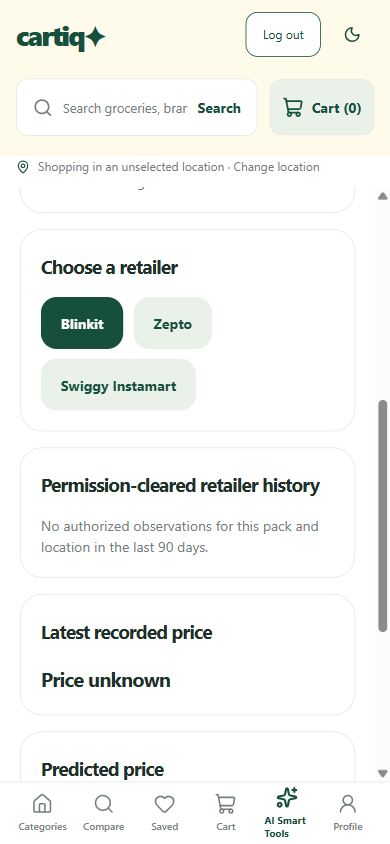 cartiq
Log out
Search groceries, brar Search
Cart (0)
Shopping in an unselected location · Change location
Choose a retailer
Blinkit
Zepto
Swiggy Instamart
Permission-cleared retailer history
No authorized observations for this pack and
location in the last 90 days.
Latest recorded price
Price unknown
Predicted price
Categories
Compare
Saved
Cart
AI Smart
Tools
Profile